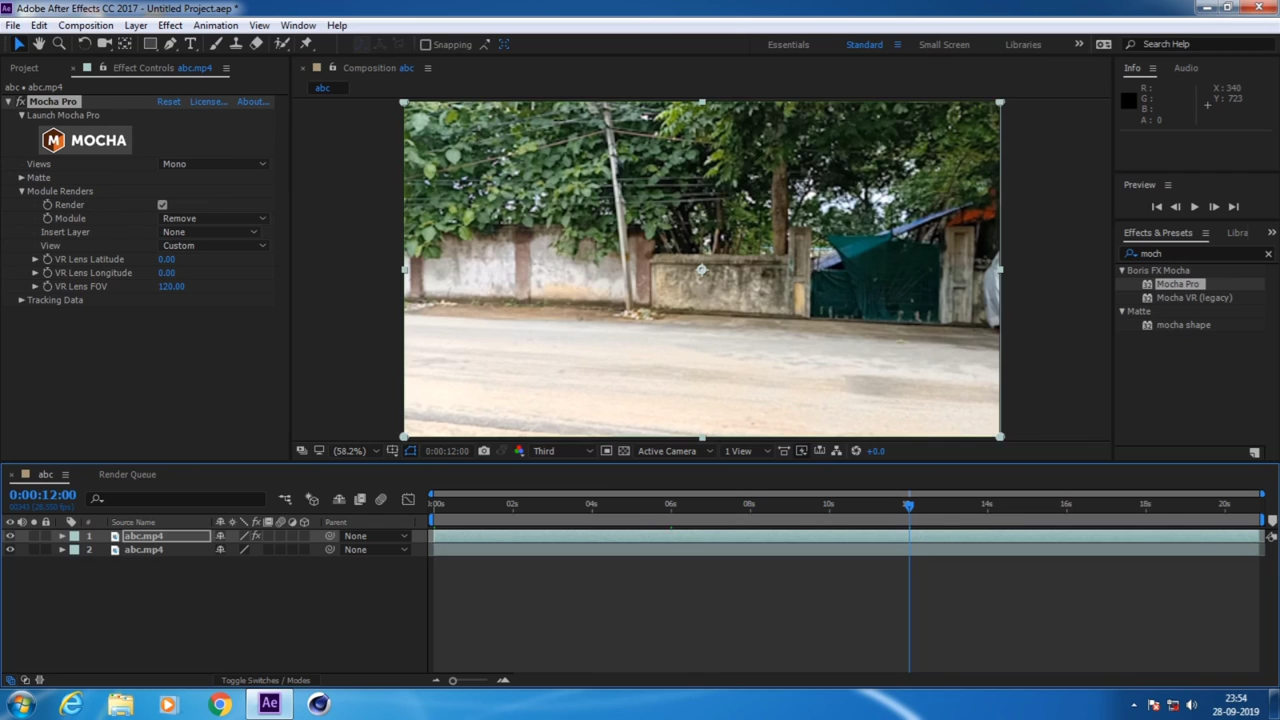 Adobe After Effects CC 2017 - Untitled Project.aep *
File Edit Composition Layer Effect Animation View Window Help
Snapping
Essentials Standard Small Screen Libraries Search Help
Project Effect Controls abc.mp4
Composition abc
Info Audio
abc • abc.mp4
abc
R:
G:
B:
A: 0
X: 340
Y: 723
fx Mocha Pro Reset License... About...
Launch Mocha Pro
M MOCHA
Views Mono
Matte
Module Renders
Render
Module Remove
Insert Layer None
View Custom
VR Lens Latitude 0.00
VR Lens Longitude 0.00
VR Lens FOV 120.00
Tracking Data
Preview
Effects & Presets Libra
moch
Boris FX Mocha
Mocha Pro
Mocha VR (legacy)
Matte
mocha shape
(58.2%) 0:00:12:00 Third Active Camera 1 View +0.0
abc Render Queue
0:00:12:00
# Source Name Parent
:00s 02s 04s 06s 08s 10s 12s 14s 16s 18s 20s
1 abc.mp4 fx None
2 abc.mp4 None
Toggle Switches / Modes
Ae
23:54
28-09-2019